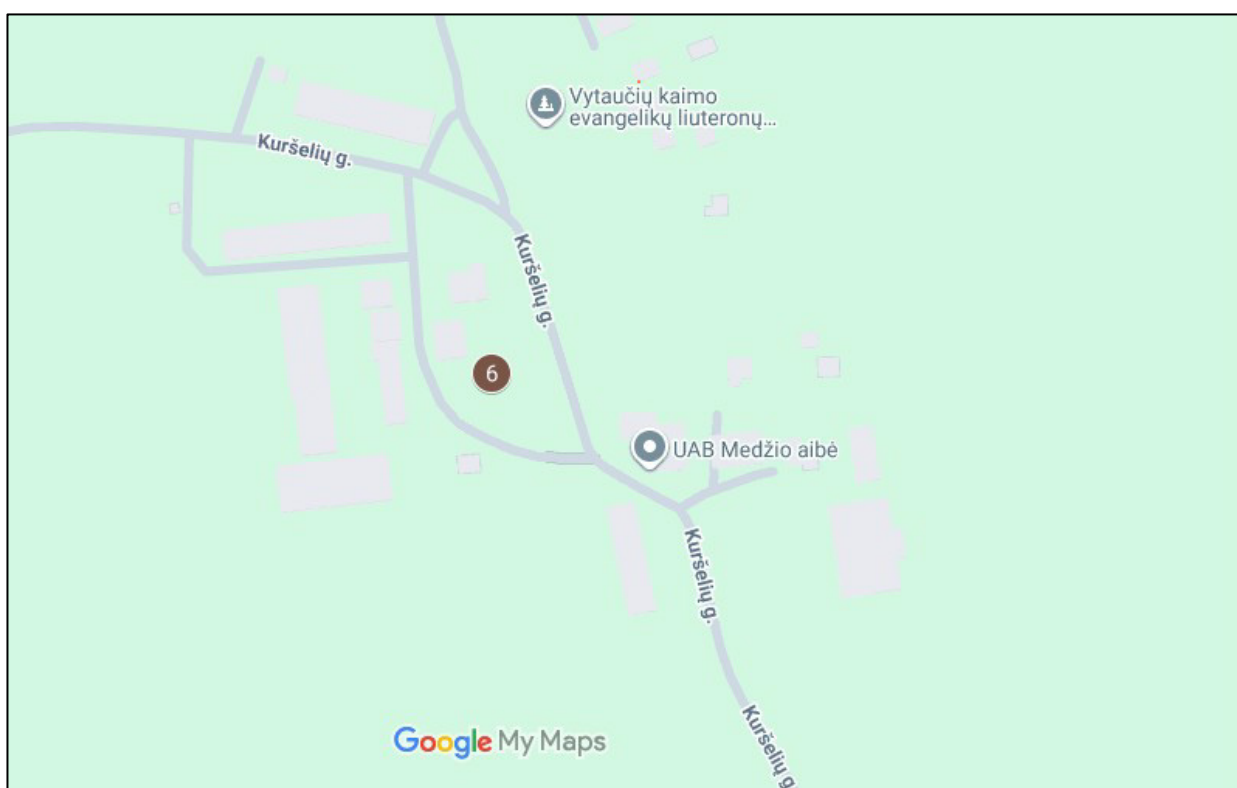 Vytaučių kaimo
evangelikų liuteronų...
Kuršelių g.
Kuršelių g.
6
UAB Medžio aibė
Kuršelių g.
Kuršelių g.
Google My Maps